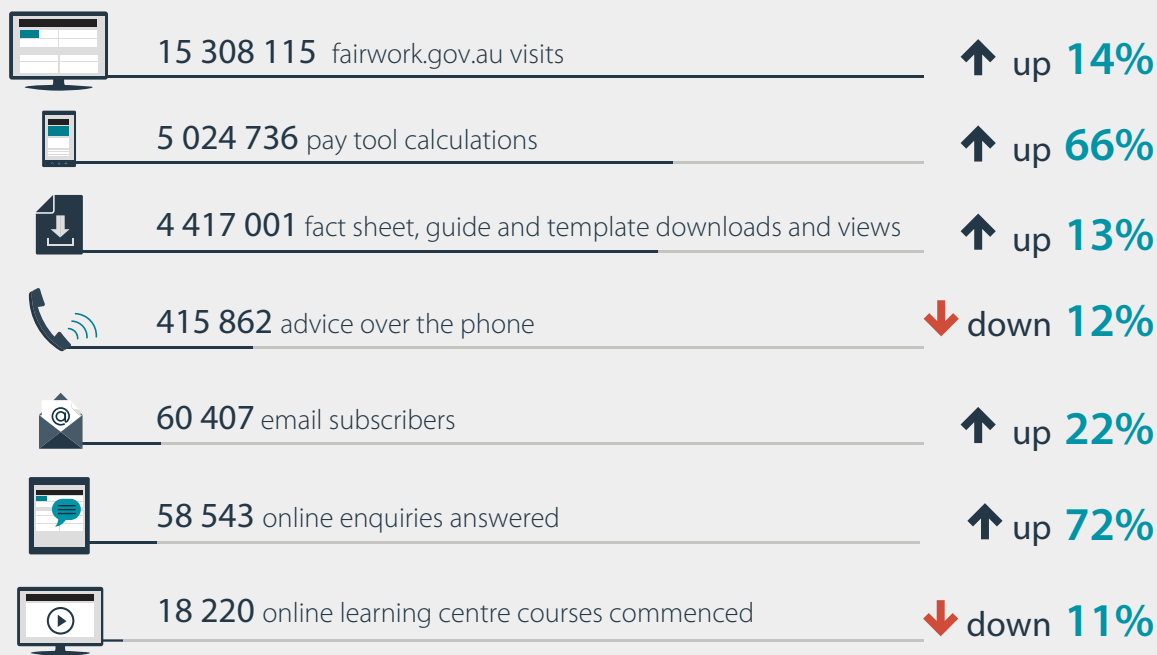 15 308 115 fairwork.gov.au visits up 14%
5 024 736 pay tool calculations up 66%
4 417 001 fact sheet, guide and template downloads and views up 13%
415 862 advice over the phone down 12%
@
60 407 email subscribers up 22%
58 543 online enquiries answered up 72%
18 220 online learning centre courses commenced down 11%